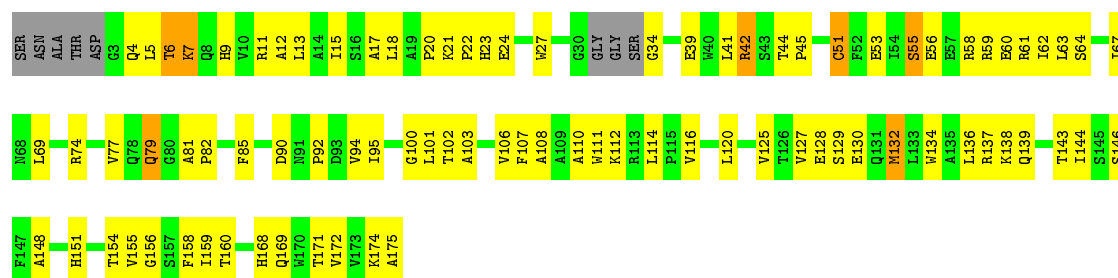 SER ASN ALA THR ASP G3 Q4 L5 T6 K7 Q8 H9 V10 R11 A12 L13 A14 I15 S16 A17 L18 A19 P20 K21 P22 H23 E24 W27 G30 GLY GLY SER G34 E39 W40 L41 R42 S43 T44 P45 C51 F52 E53 I54 S55 E56 E57 R58 R59 E60 R61 I62 L63 S64 I67
N68 L69 R74 V77 Q78 Q79 G80 A81 P82 F85 D90 N91 P92 D93 V94 I95 G100 L101 T102 A103 V106 F107 A108 A109 A110 W111 K112 R113 L114 P115 V116 L120 V125 T126 V127 E128 S129 E130 Q131 M132 L133 W134 A135 L136 R137 K138 Q139 T143 I144 S145 S146
F147 A148 H151 T154 V155 G156 S157 F158 I159 T160 H168 Q169 W170 T171 V172 V173 K174 A175